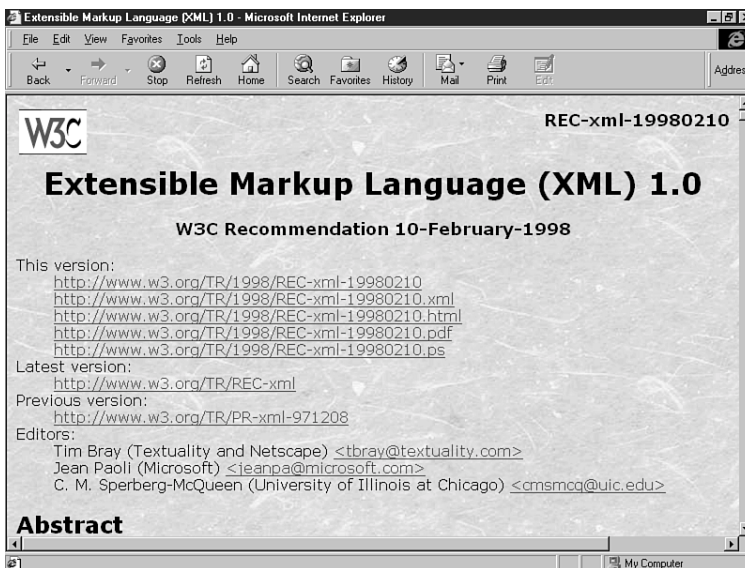 Extensible Markup Language (XML) 1.0 - Microsoft Internet Explorer
File Edit View Favorites Tools Help
Back Forward Stop Refresh Home Search Favorites History Mail Print Edit
W3C
REC-xml-19980210
Extensible Markup Language (XML) 1.0
W3C Recommendation 10-February-1998
This version:
http://www.w3.org/TR/1998/REC-xml-19980210
http://www.w3.org/TR/1998/REC-xml-19980210.xml
http://www.w3.org/TR/1998/REC-xml-19980210.html
http://www.w3.org/TR/1998/REC-xml-19980210.pdf
http://www.w3.org/TR/1998/REC-xml-19980210.ps
Latest version:
http://www.w3.org/TR/REC-xml
Previous version:
http://www.w3.org/TR/PR-xml-971208
Editors:
Tim Bray (Textuality and Netscape) <tbray@textuality.com>
Jean Paoli (Microsoft) <jeanpa@microsoft.com>
C. M. Sperberg-McQueen (University of Illinois at Chicago) <cmsmcq@uic.edu>
Abstract
My Computer